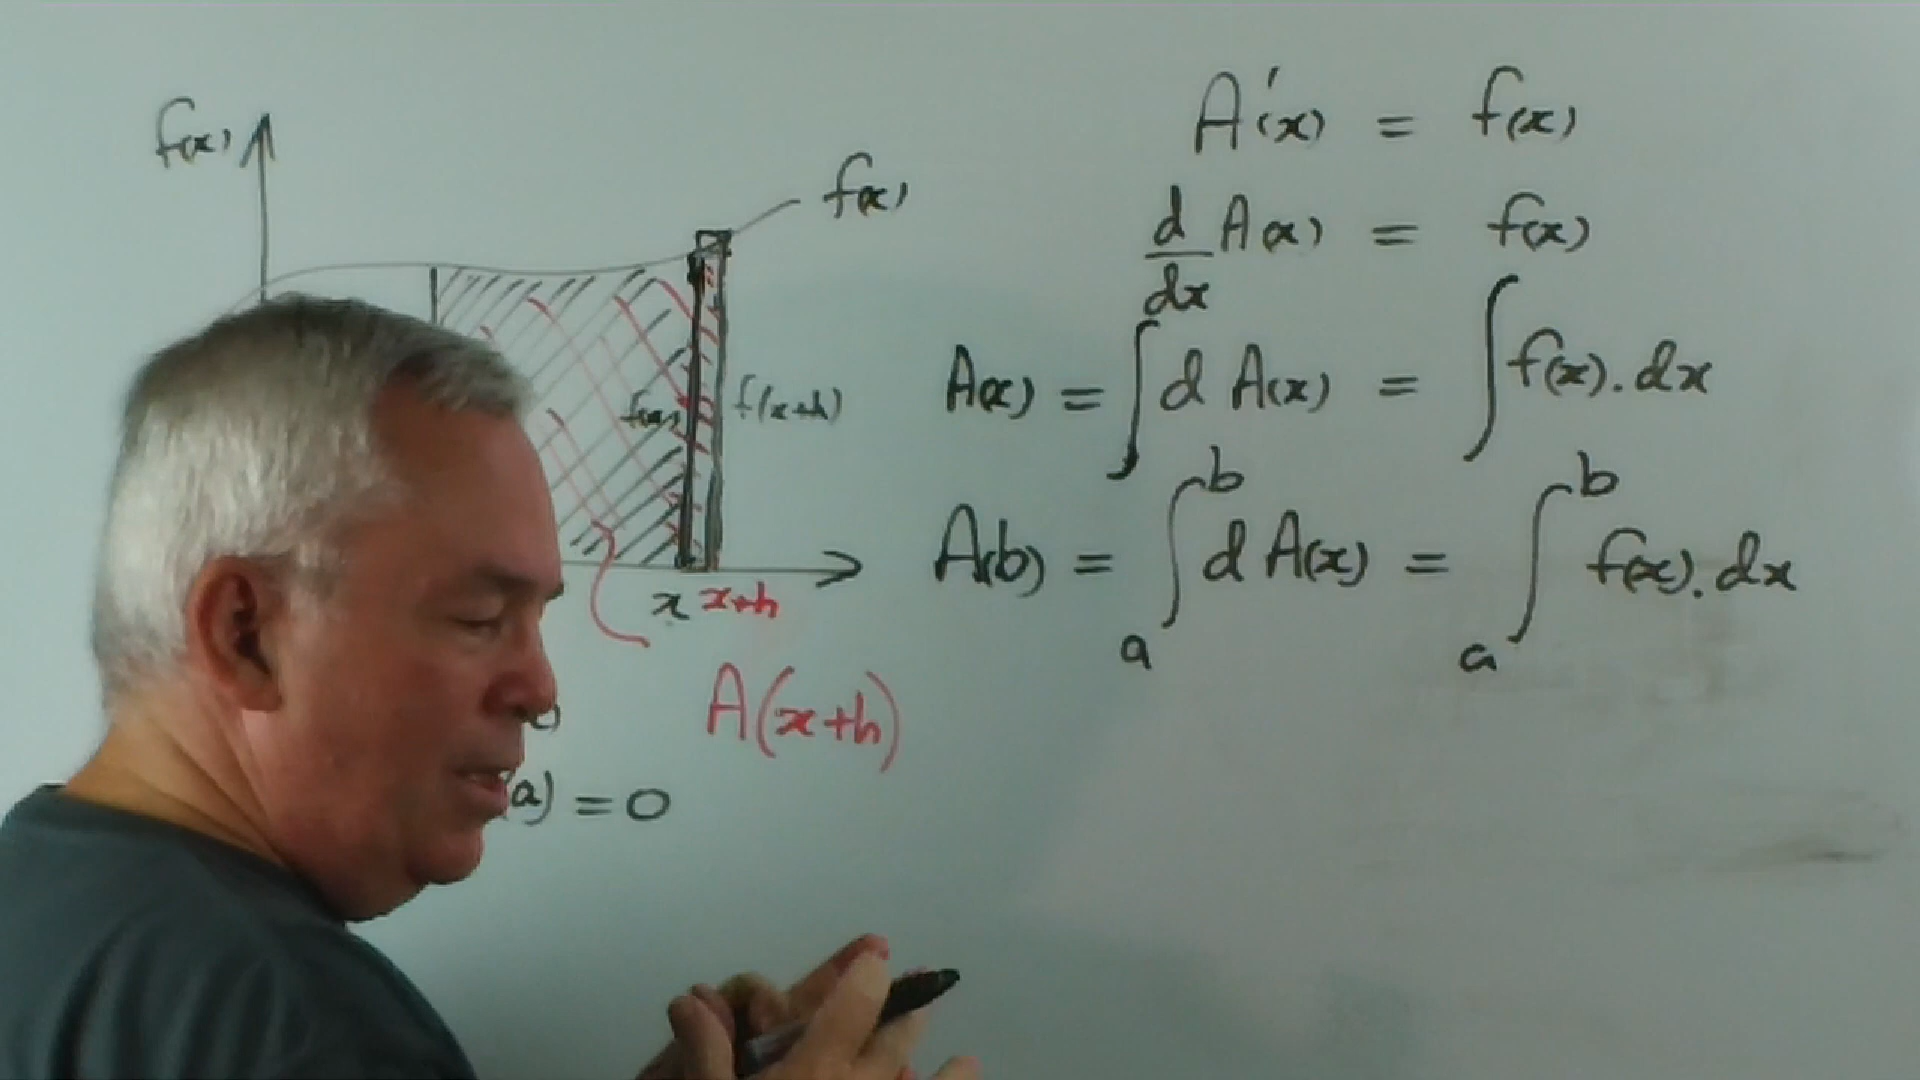 f(x)
f(x)
f(x) f(x+h)
x x+h
A(x+h)
(a) = 0
A'(x) = f(x)
d/dx A(x) = f(x)
A(x) = ∫ d A(x) = ∫ f(x). dx
A(b) = ∫_a^b d A(x) = ∫_a^b f(x). dx